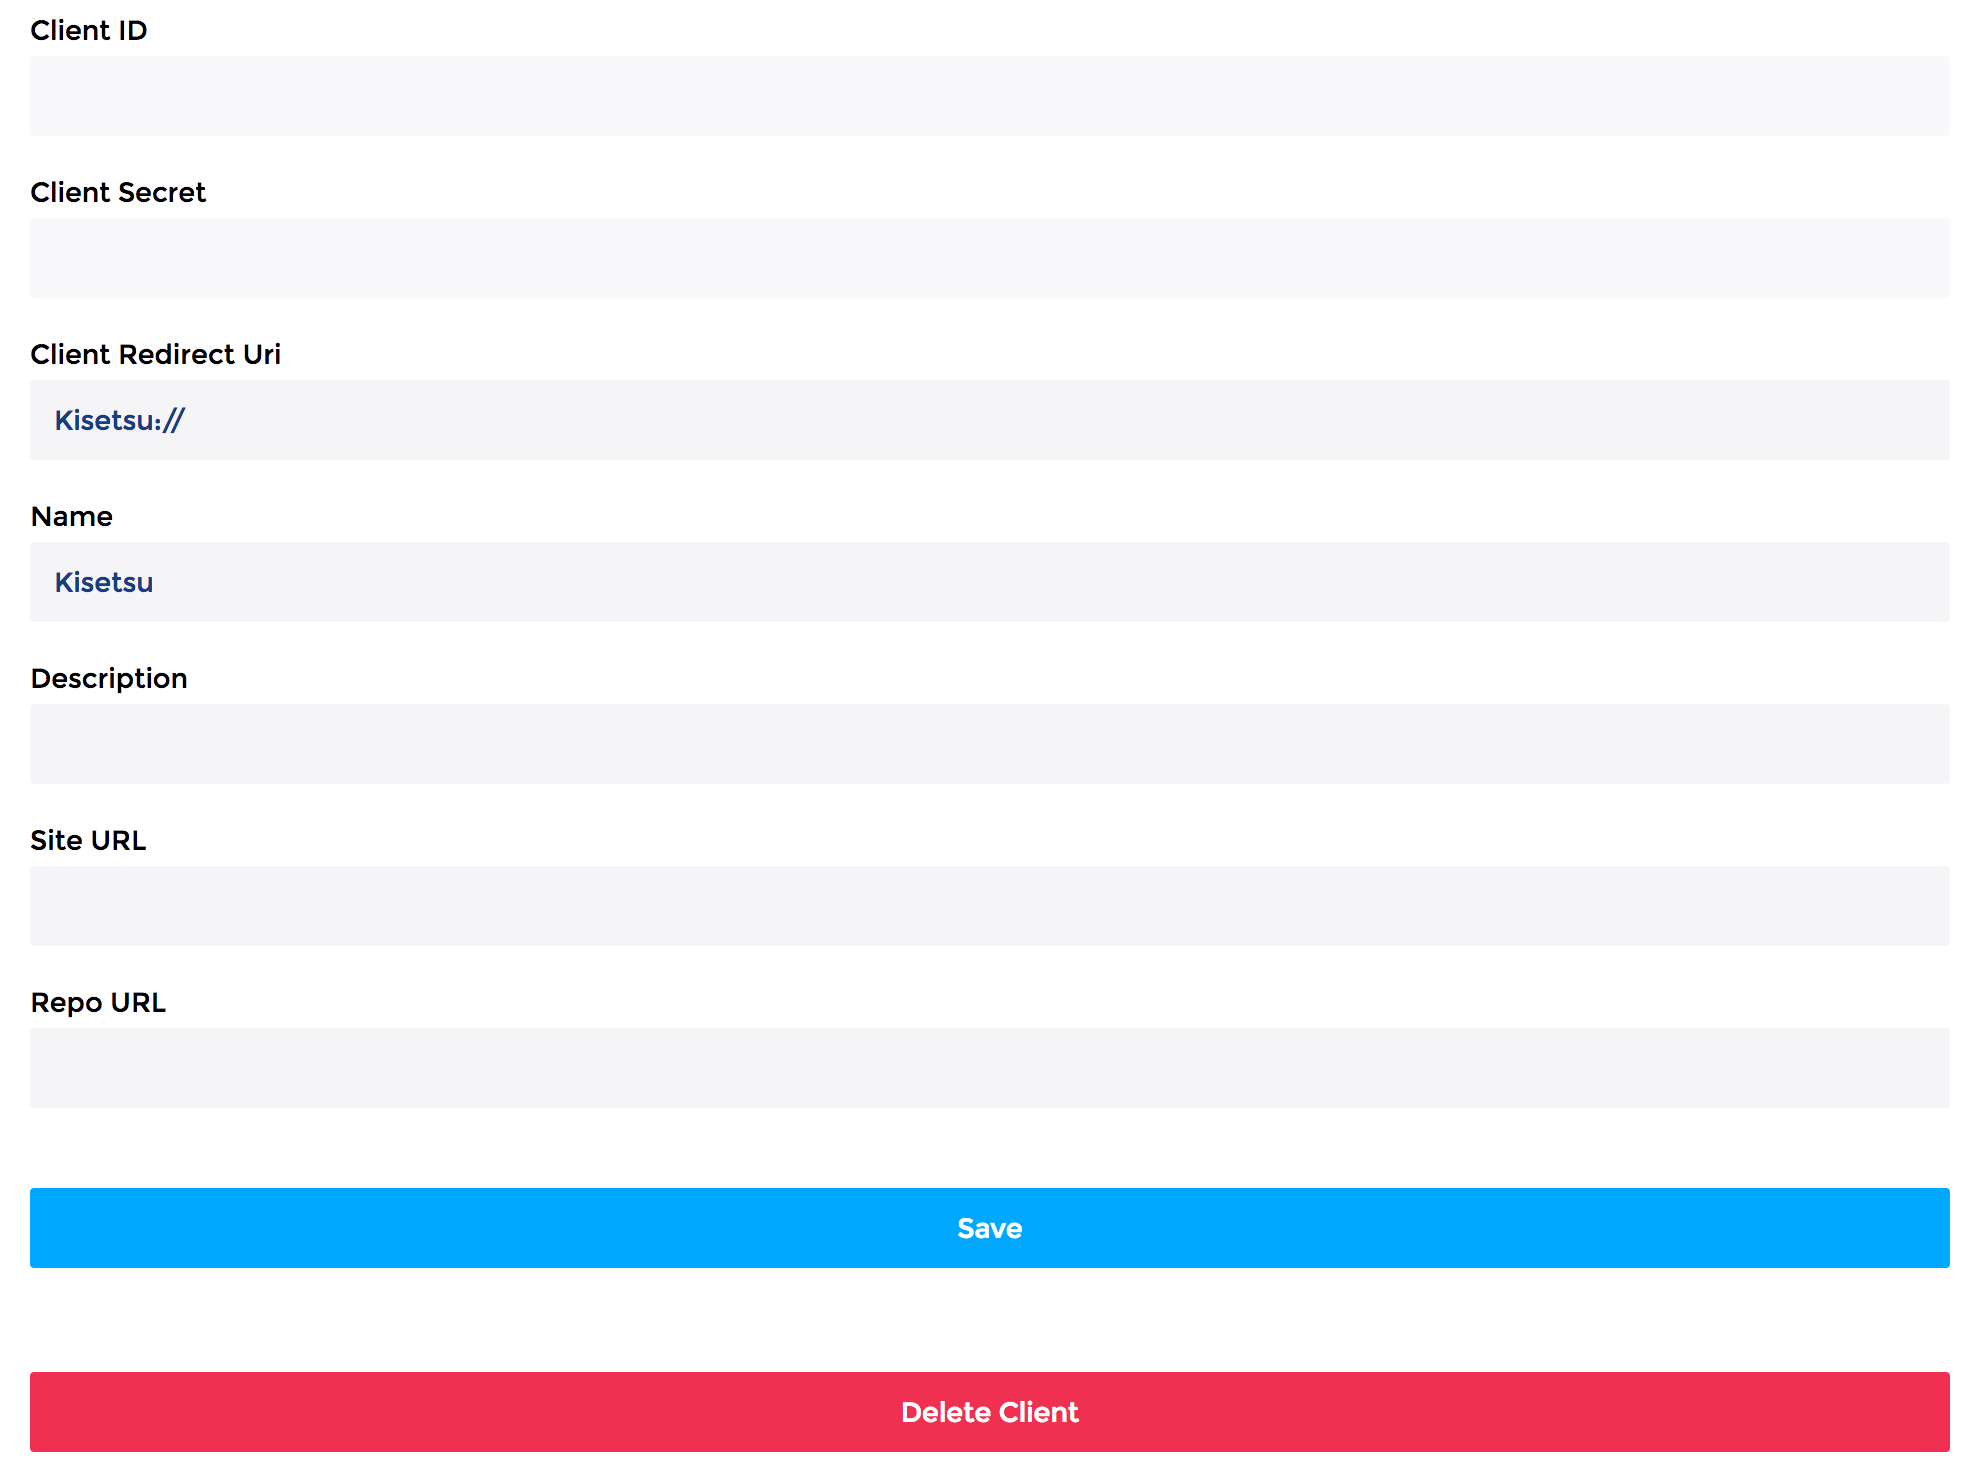 Client ID
Client Secret
Client Redirect Uri
Kisetsu://
Name
Kisetsu
Description
Site URL
Repo URL
Save
Delete Client